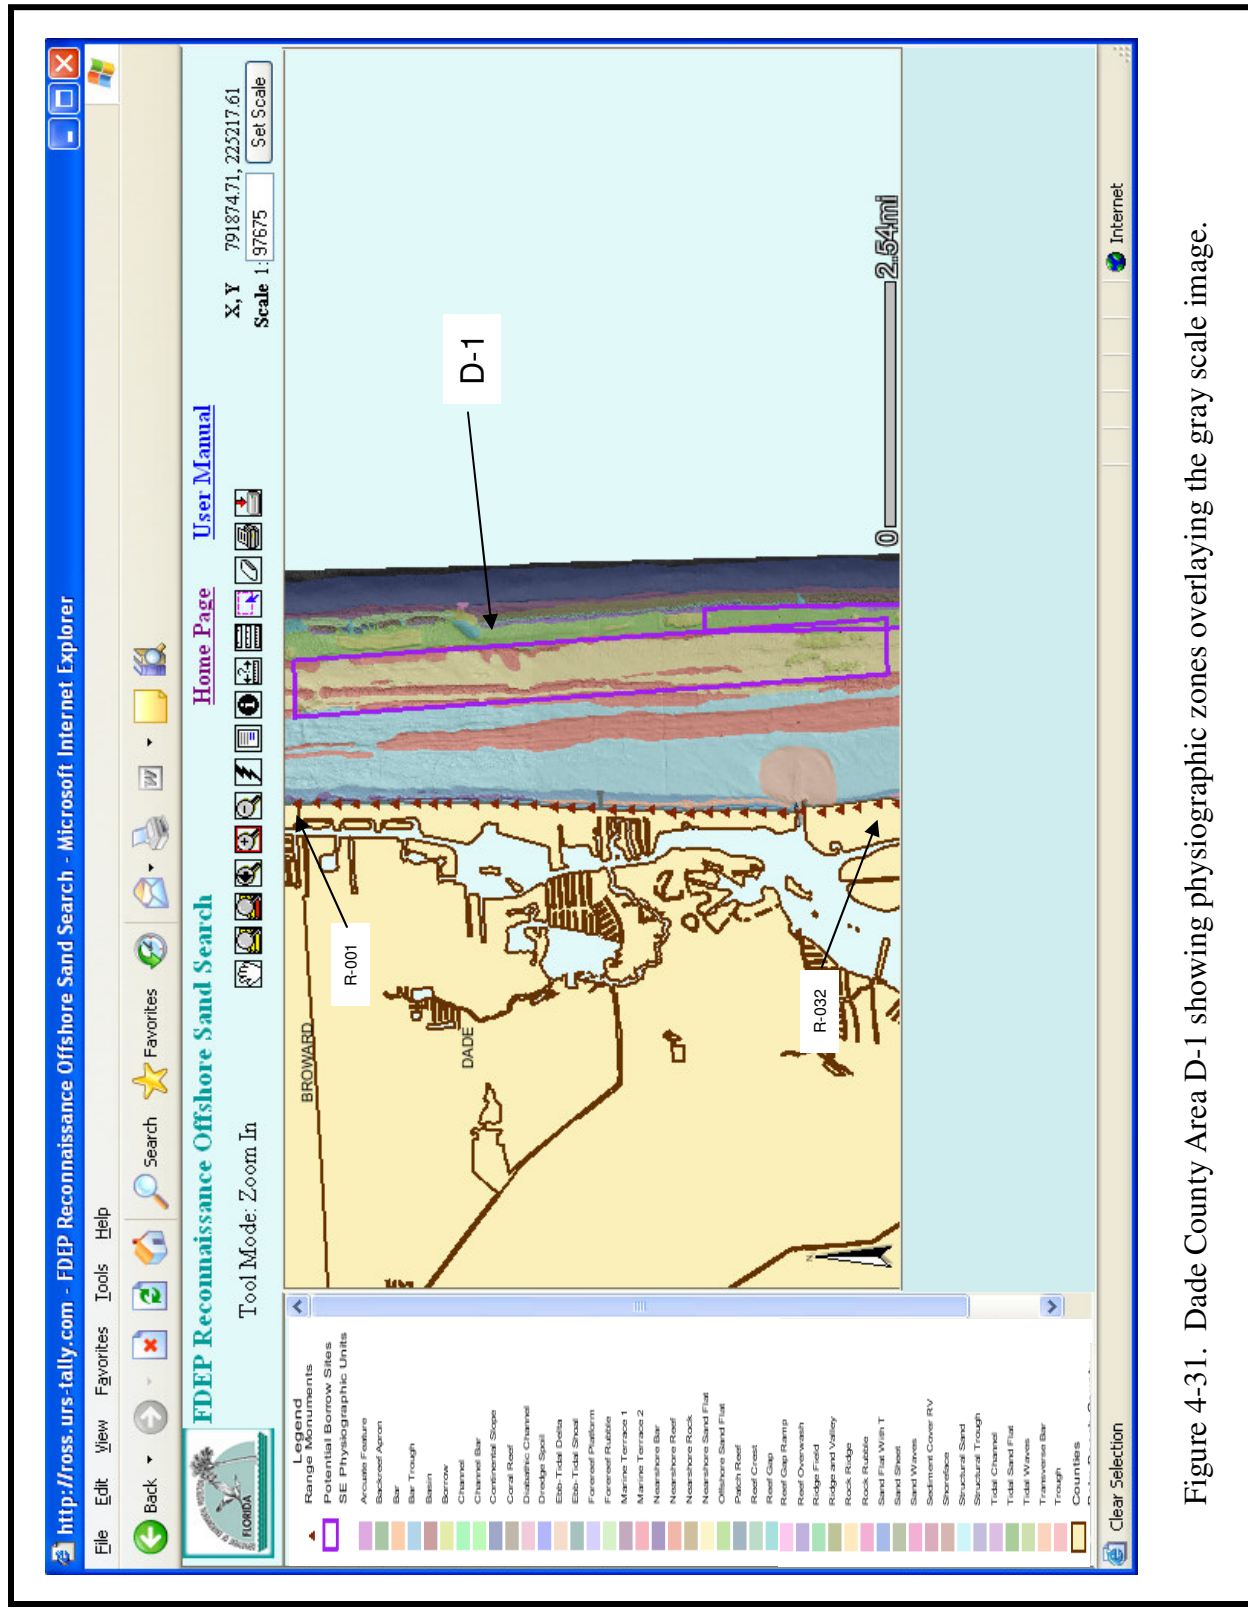 http://ross.urs-tally.com - FDEP Reconnaissance Offshore Sand Search - Microsoft Internet Explorer
File Edit View Favorites Tools Help
Back Search Favorites
FLORIDA
FDEP Reconnaissance Offshore Sand Search
Home Page
User Manual
Tool Mode: Zoom In
X, Y 791874.71, 225217.61
Scale 1: 97675 Set Scale
Legend
Range Monuments
Potential Borrow Sites
SE Physiographic Units
Arcuate Feature
Backreef Apron
Bar
Bar Trough
Basin
Borrow
Channel
Channel Bar
Continental Slope
Coral Reef
Diabathic Channel
Dredge Spoil
Ebb-Tidal Delta
Ebb-Tidal Shoal
Forereef Platform
Forereef Rubble
Marine Terrace 1
Marine Terrace 2
Nearshore Bar
Nearshore Reef
Nearshore Rock
Nearshore Sand Flat
Offshore Sand Flat
Patch Reef
Reef Crest
Reef Gap
Reef Gap Ramp
Reef Overwash
Ridge Field
Ridge and Valley
Rock Ridge
Rock Rubble
Sand Flat With T
Sand Sheet
Sand Waves
Sediment Cover RV
Shoreface
Structural Sand
Structural Trough
Tidal Channel
Tidal Sand Flat
Tidal Waves
Transverse Bar
Trough
Counties
BROWARD
DADE
R-001
R-032
D-1
N
0 2.54mi
Clear Selection
Internet
Figure 4-31. Dade County Area D-1 showing physiographic zones overlaying the gray scale image.